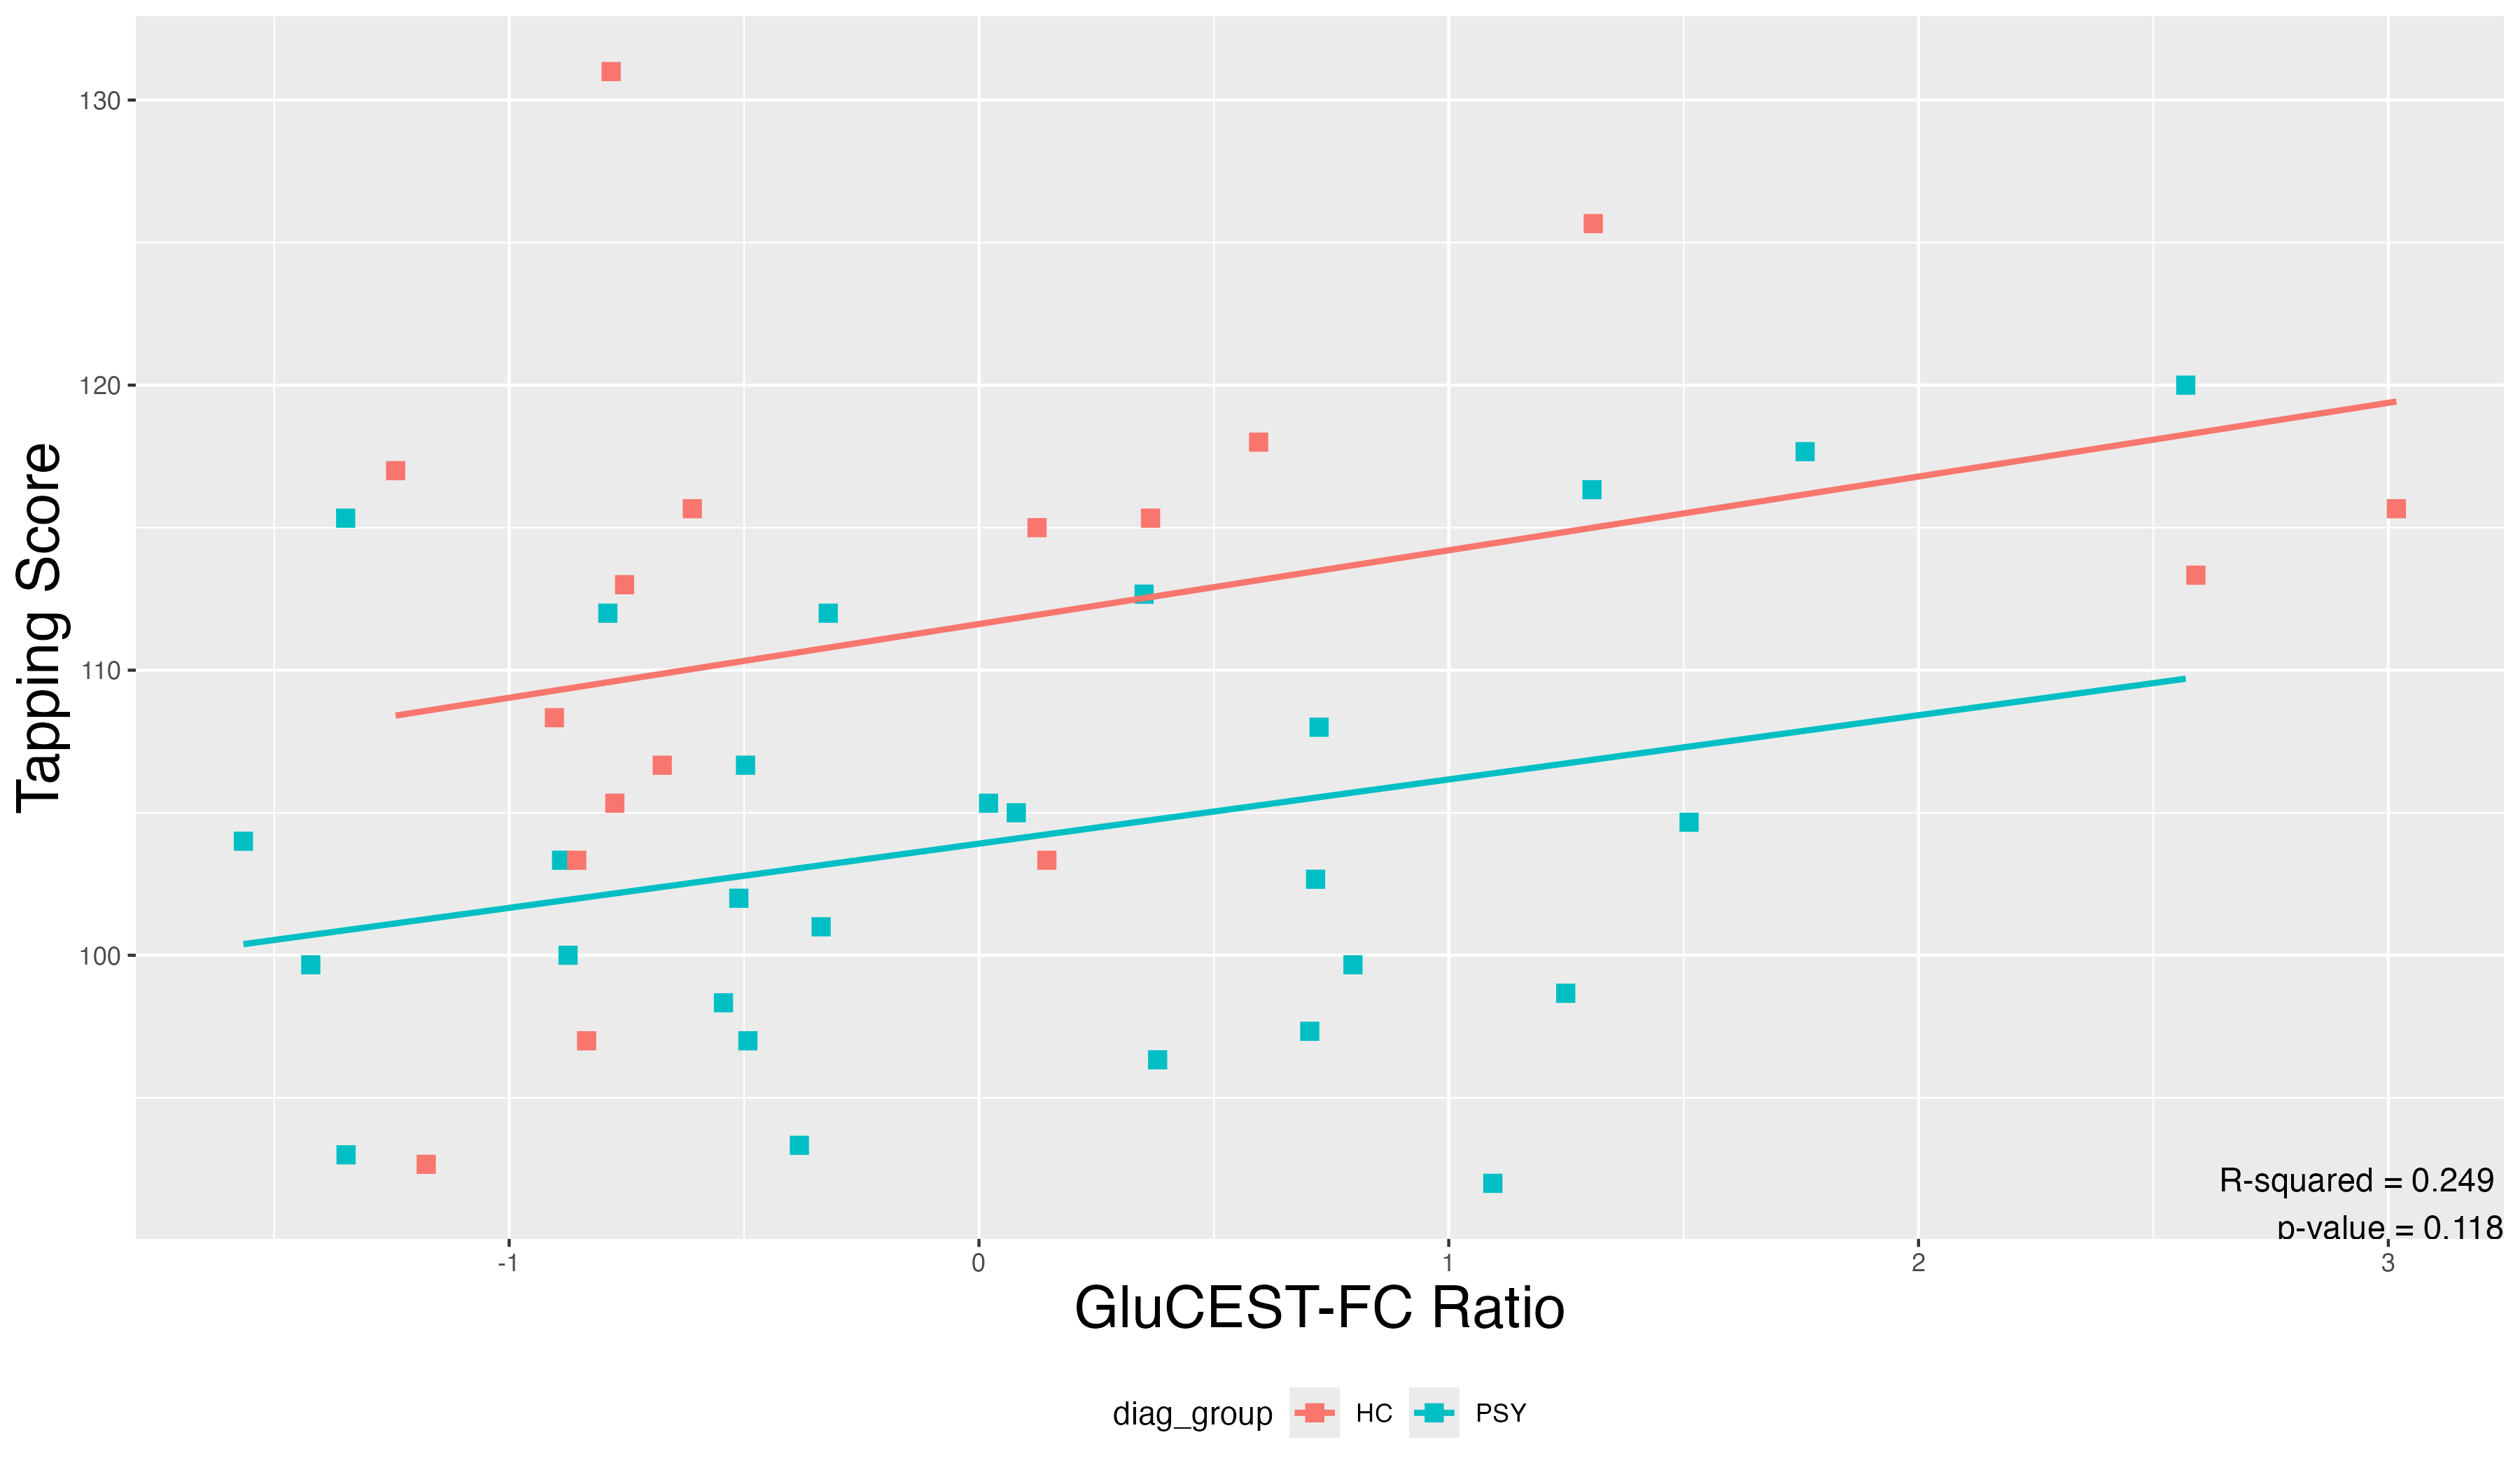 130
120
110
100
Tapping Score
R-squared = 0.249
p-value = 0.118
-1 0 1 2 3
GluCEST-FC Ratio
diag_group HC PSY